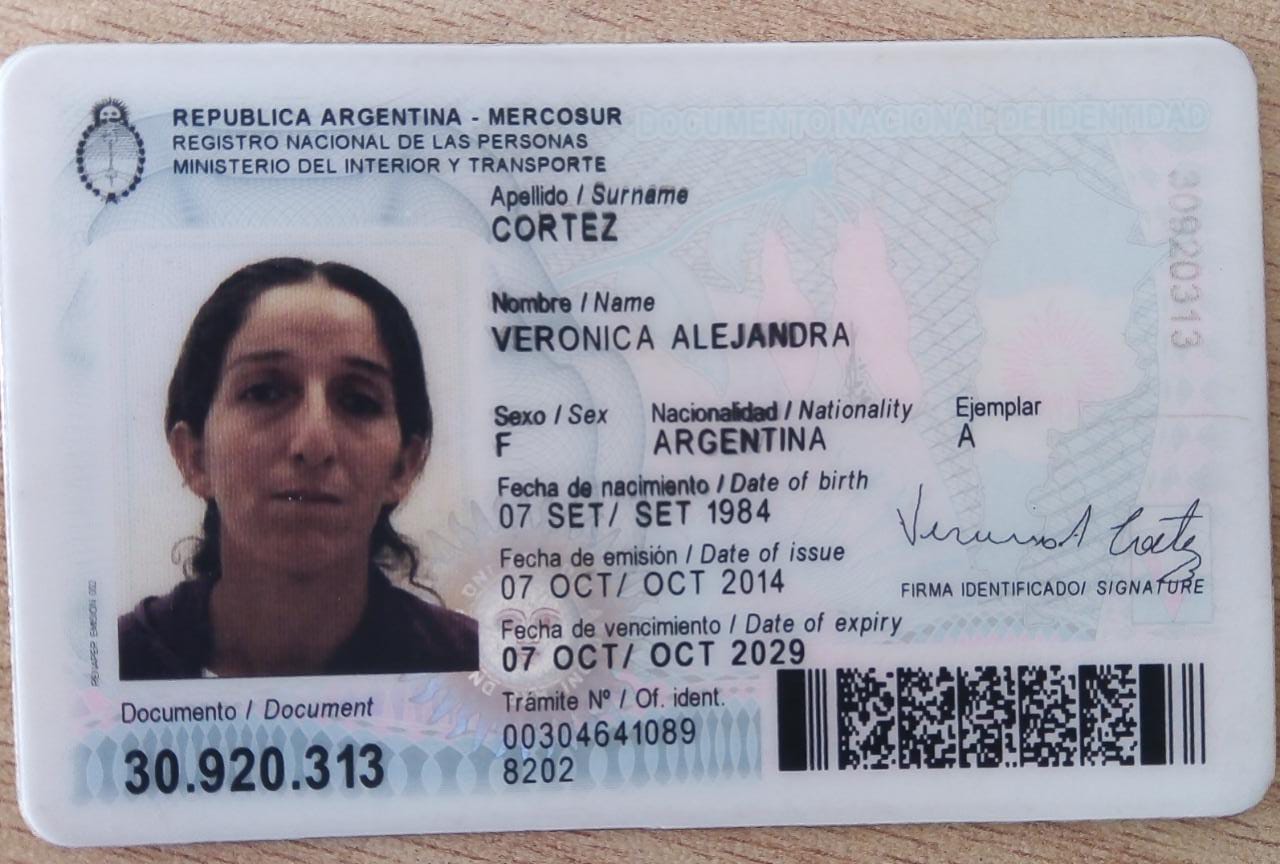 REPUBLICA ARGENTINA - MERCOSUR
REGISTRO NACIONAL DE LAS PERSONAS
MINISTERIO DEL INTERIOR Y TRANSPORTE
DOCUMENTO NACIONAL DE IDENTIDAD
Apellido / Surname
CORTEZ
Nombre / Name
VERONICA ALEJANDRA
Sexo / Sex Nacionalidad / Nationality Ejemplar
F ARGENTINA A
Fecha de nacimiento / Date of birth
07 SET/ SET 1984
Fecha de emisión / Date of issue
07 OCT/ OCT 2014
Fecha de vencimiento / Date of expiry
07 OCT/ OCT 2029
Trámite Nº / Of. ident.
00304641089
8202
Documento / Document
30.920.313
FIRMA IDENTIFICADO/ SIGNATURE
30920313
RENAPER EMISION 002